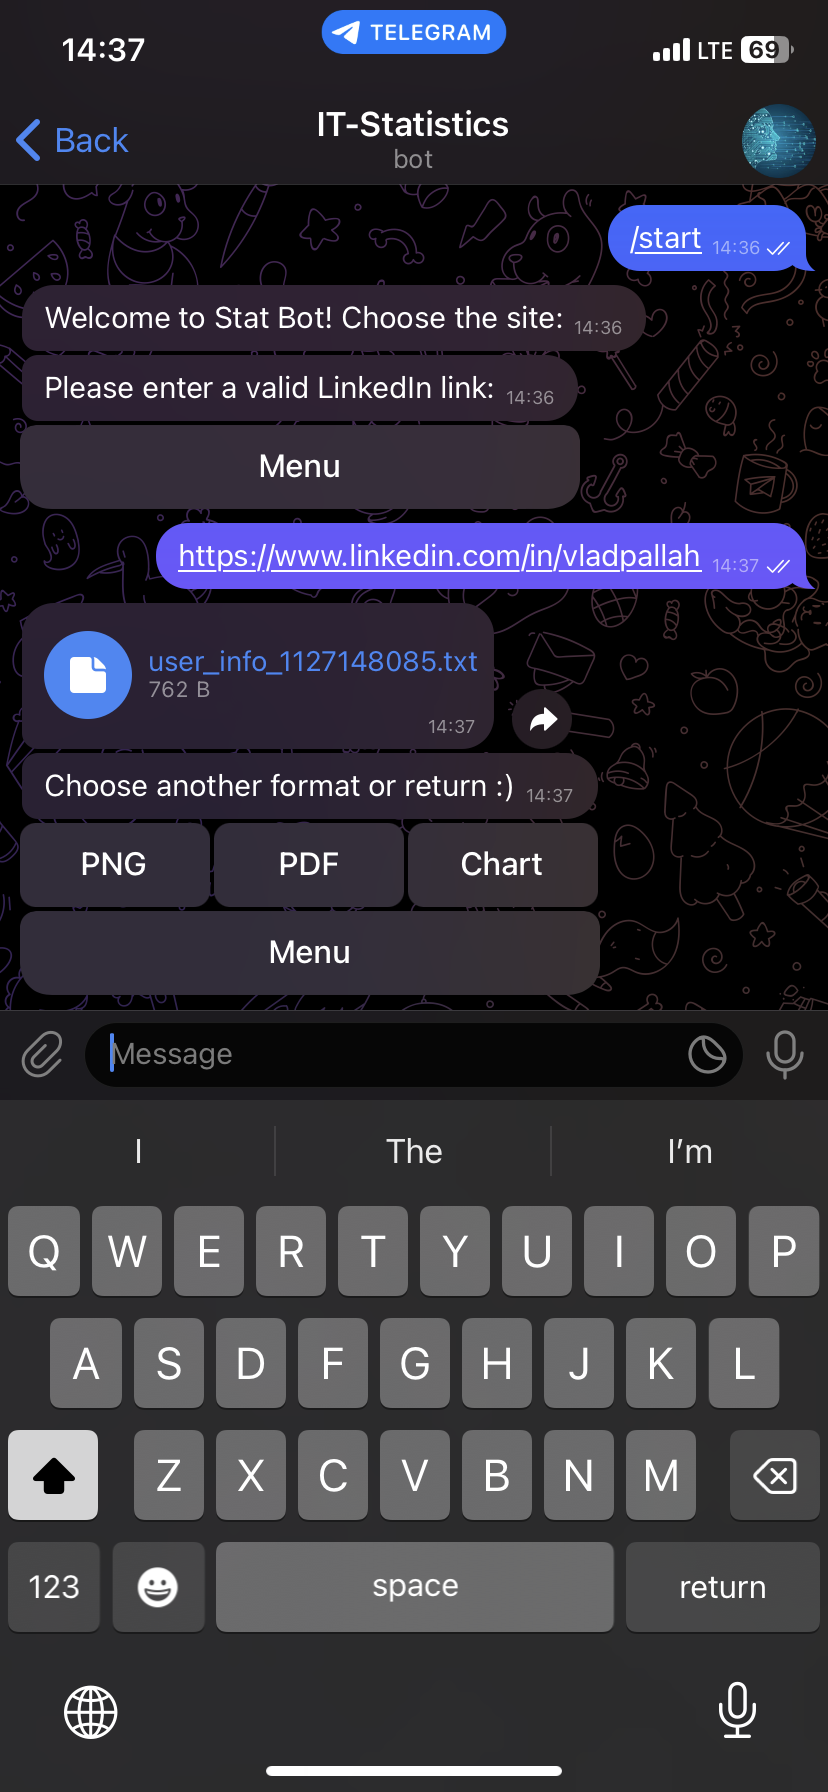 14:37
TELEGRAM
LTE 69
Back
IT-Statistics
bot
/start 14:36
Welcome to Stat Bot! Choose the site: 14:36
Please enter a valid LinkedIn link: 14:36
Menu
https://www.linkedin.com/in/vladpallah 14:37
user_info_1127148085.txt
762 B
14:37
Choose another format or return :) 14:37
PNG PDF Chart
Menu
Message
I The I’m
Q W E R T Y U I O P
A S D F G H J K L
Z X C V B N M
123 space return